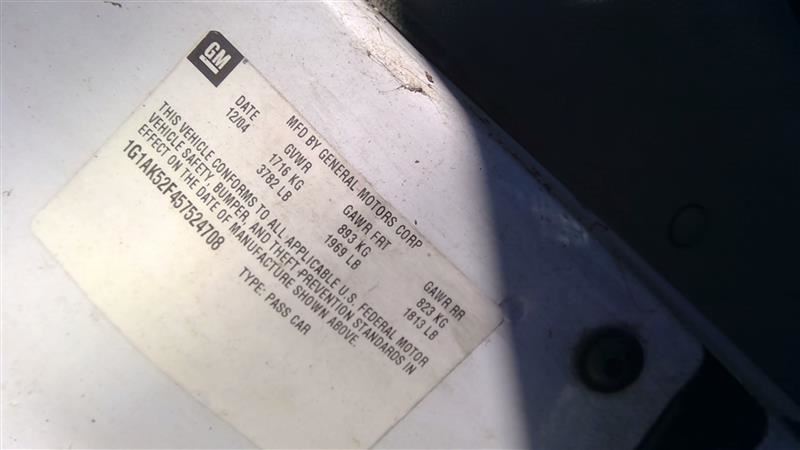 GM
MFD BY GENERAL MOTORS CORP
DATE GVWR GAWR FRT GAWR RR
12/04 1716 KG 893 KG 823 KG
3782 LB 1969 LB 1813 LB
THIS VEHICLE CONFORMS TO ALL APPLICABLE U.S. FEDERAL MOTOR
VEHICLE SAFETY, BUMPER, AND THEFT PREVENTION STANDARDS IN
EFFECT ON THE DATE OF MANUFACTURE SHOWN ABOVE.
1G1AK52F457524708
TYPE: PASS CAR